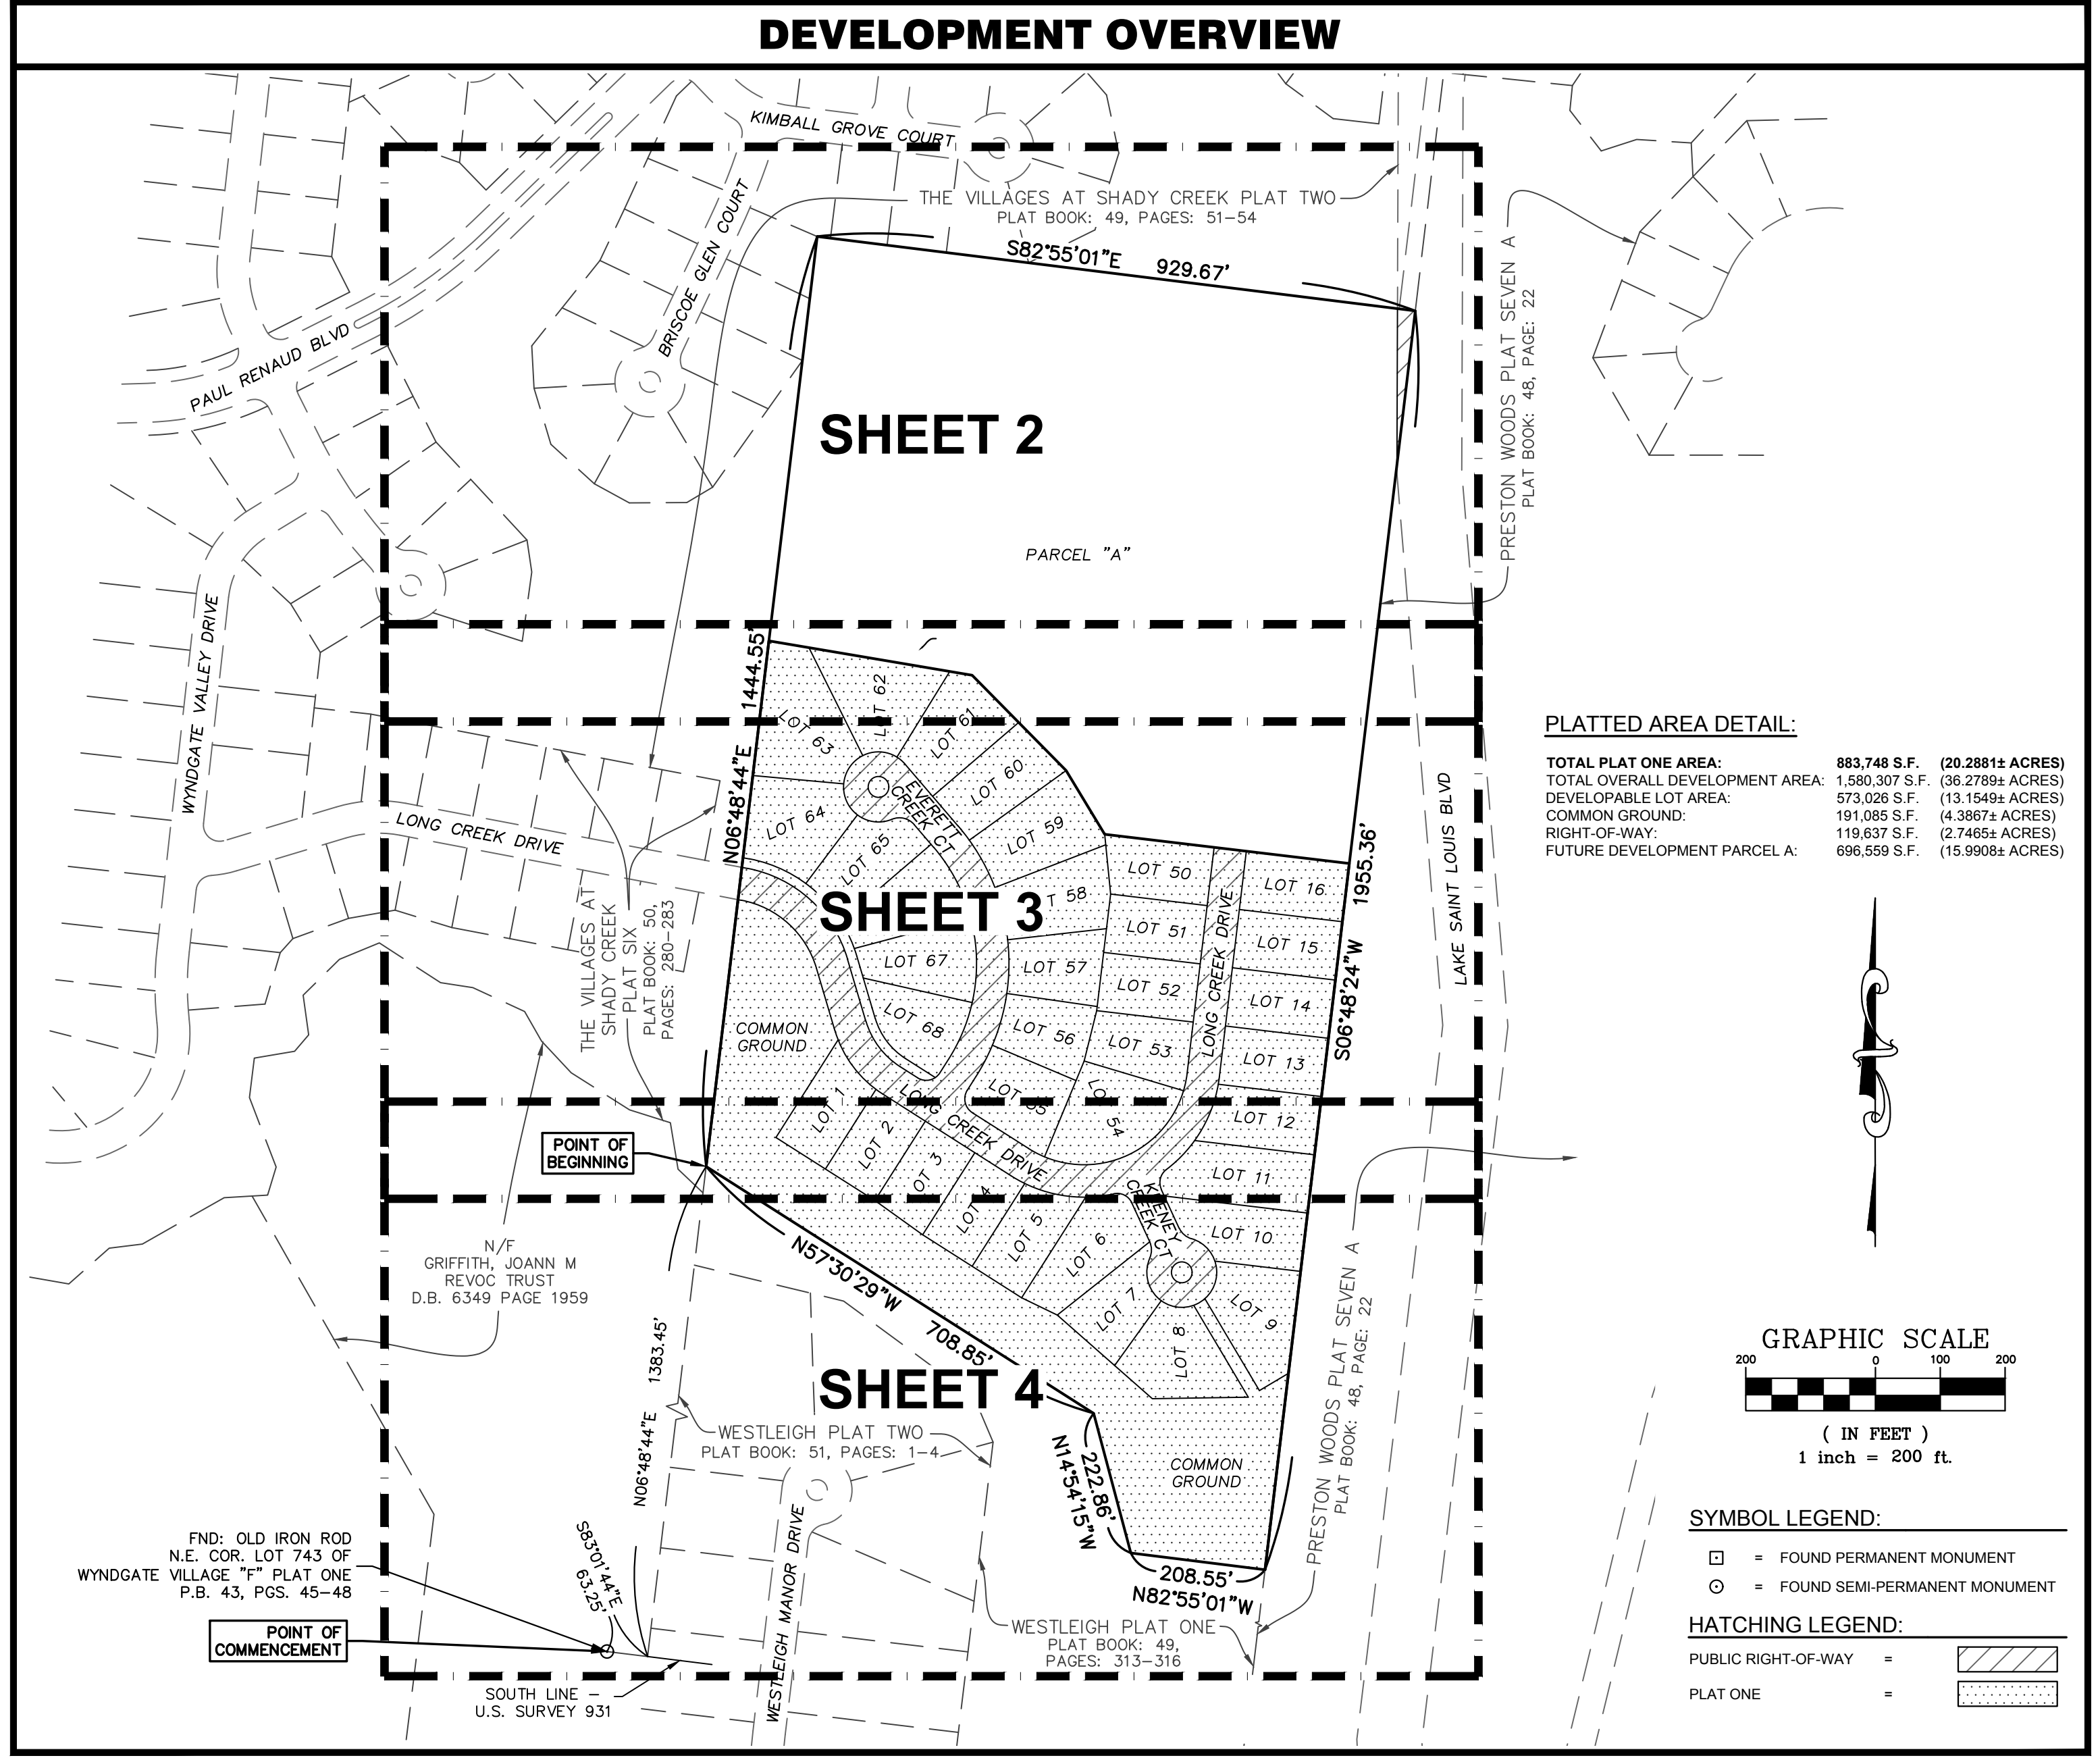 DEVELOPMENT OVERVIEW
KIMBALL GROVE COURT
BRISCOE GLEN COURT
PAUL RENAUD BLVD
THE VILLAGES AT SHADY CREEK PLAT TWO
PLAT BOOK: 49, PAGES: 51-54
S82°55'01"E 929.67'
PRESTON WOODS PLAT SEVEN A
PLAT BOOK: 48, PAGE: 22
SHEET 2
PARCEL "A"
WYNDGATE VALLEY DRIVE
LONG CREEK DRIVE
N06°48'44"E 1444.55'
LOT 62
LOT 63
LOT 61
LOT 60
LOT 64
EVERETT
CREEK CT
LOT 59
LOT 65
LOT 50
LOT 16
SHEET 3
T 58
LOT 51
LOT 15
LOT 67
LOT 57
LOT 52
LOT 14
LOT 68
LOT 56
LOT 53
LOT 13
LONG CREEK DRIVE
S06°48'24"W 1955.36'
LAKE SAINT LOUIS BLVD
THE VILLAGES AT
SHADY CREEK
PLAT SIX
PLAT BOOK: 50,
PAGES: 280-283
COMMON
GROUND
LOT 1
LOT 2
OT 3
LOT 4
LOT 5
LOT 6
LOT 7
LOT 8
LOT 9
LOT 10
LOT 11
LOT 12
LOT 54
LOT 55
LONG CREEK DRIVE
KEENEY
CREEK CT
POINT OF
BEGINNING
N57°30'29"W 708.85'
N/F
GRIFFITH, JOANN M
REVOC TRUST
D.B. 6349 PAGE 1959
SHEET 4
N06°48'44"E 1383.45'
WESTLEIGH PLAT TWO
PLAT BOOK: 51, PAGES: 1-4
WESTLEIGH MANOR DRIVE
COMMON
GROUND
222.86'
N14°54'15"W
208.55'
N82°55'01"W
PRESTON WOODS PLAT SEVEN A
PLAT BOOK: 48, PAGE: 22
WESTLEIGH PLAT ONE
PLAT BOOK: 49,
PAGES: 313-316
S83°01'44"E
63.25'
FND: OLD IRON ROD
N.E. COR. LOT 743 OF
WYNDGATE VILLAGE "F" PLAT ONE
P.B. 43, PGS. 45-48
POINT OF
COMMENCEMENT
SOUTH LINE -
U.S. SURVEY 931
PLATTED AREA DETAIL:
TOTAL PLAT ONE AREA: 883,748 S.F. (20.2881± ACRES)
TOTAL OVERALL DEVELOPMENT AREA: 1,580,307 S.F. (36.2789± ACRES)
DEVELOPABLE LOT AREA: 573,026 S.F. (13.1549± ACRES)
COMMON GROUND: 191,085 S.F. (4.3867± ACRES)
RIGHT-OF-WAY: 119,637 S.F. (2.7465± ACRES)
FUTURE DEVELOPMENT PARCEL A: 696,559 S.F. (15.9908± ACRES)
GRAPHIC SCALE
200 0 100 200
( IN FEET )
1 inch = 200 ft.
SYMBOL LEGEND:
= FOUND PERMANENT MONUMENT
= FOUND SEMI-PERMANENT MONUMENT
HATCHING LEGEND:
PUBLIC RIGHT-OF-WAY =
PLAT ONE =